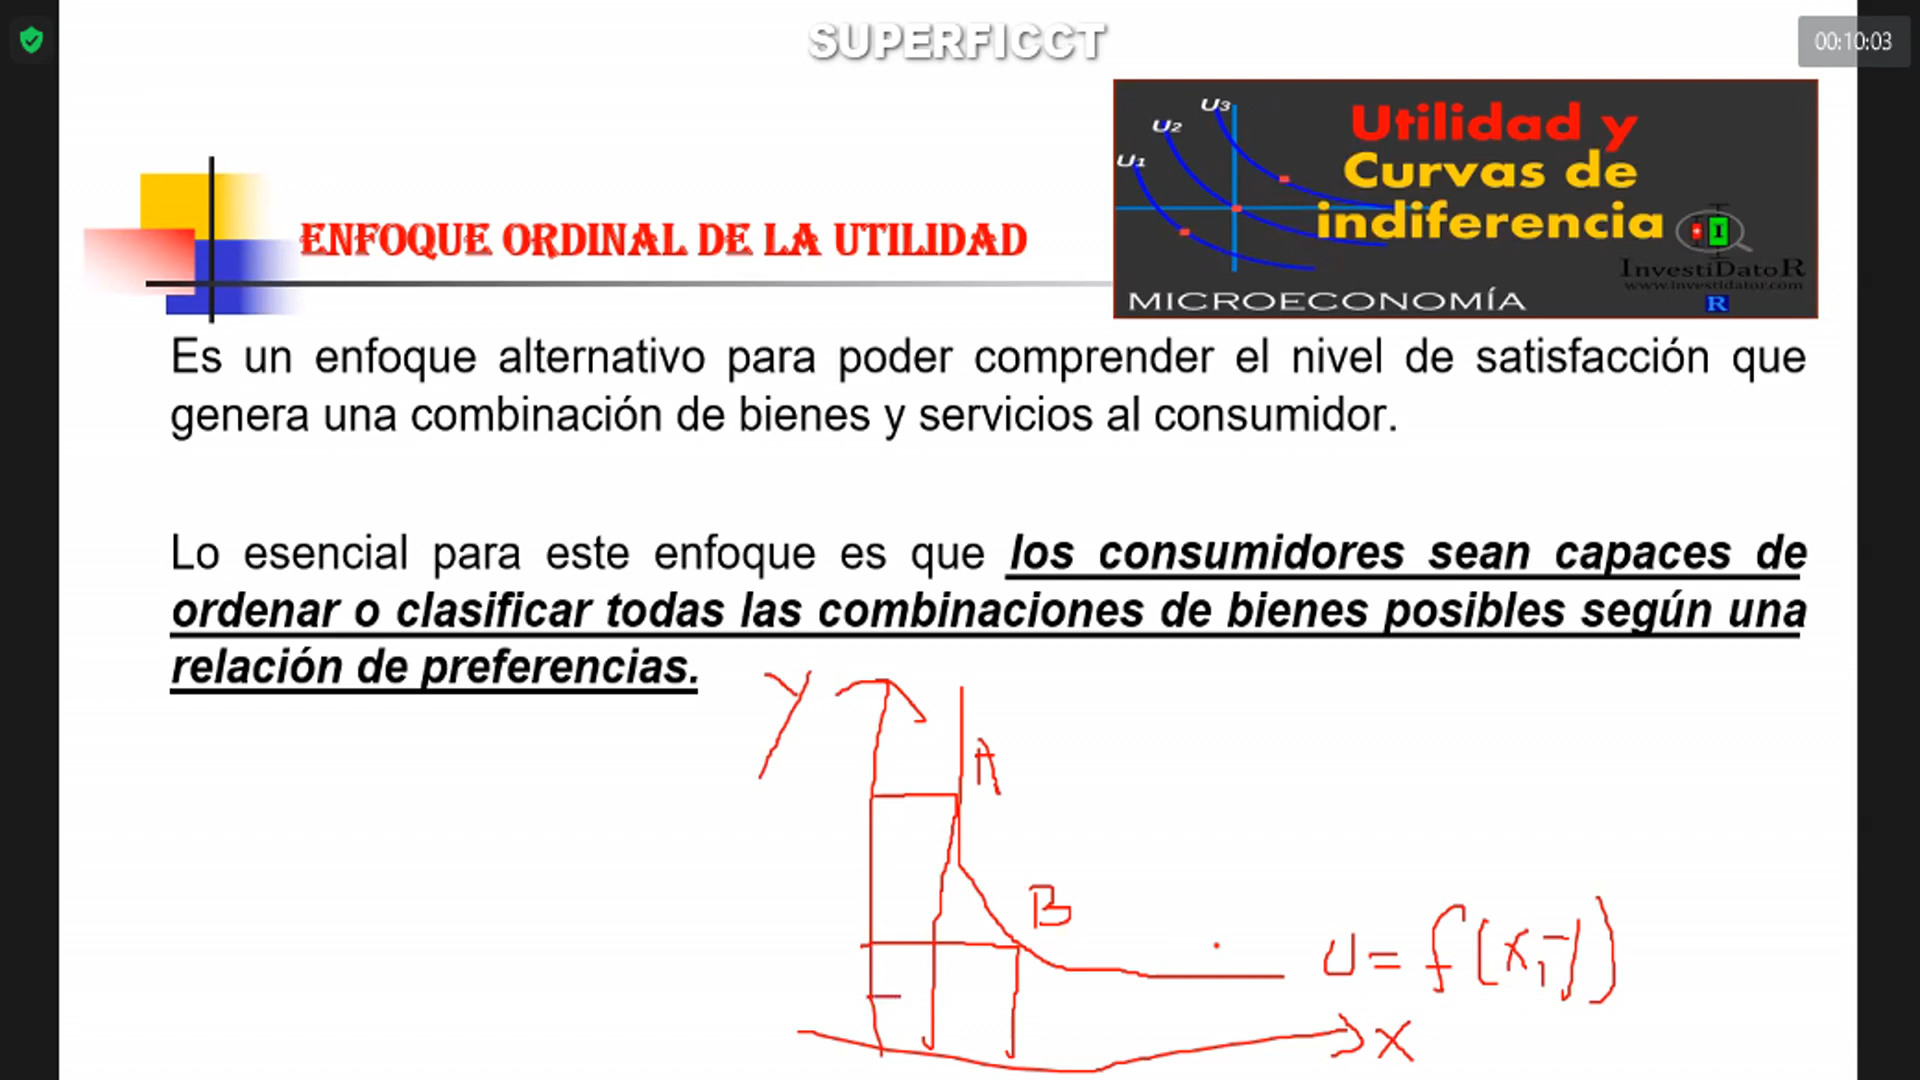 SUPERFICCT
00:10:03
U3
U2
U1
Utilidad y
Curvas de
indiferencia
I
InvestiDatoR
www.investidator.com
R
MICROECONOMÍA
ENFOQUE ORDINAL DE LA UTILIDAD
Es un enfoque alternativo para poder comprender el nivel de satisfacción que
genera una combinación de bienes y servicios al consumidor.
Lo esencial para este enfoque es que los consumidores sean capaces de
ordenar o clasificar todas las combinaciones de bienes posibles según una
relación de preferencias.
Y
A
B
U = f(x, y)
X